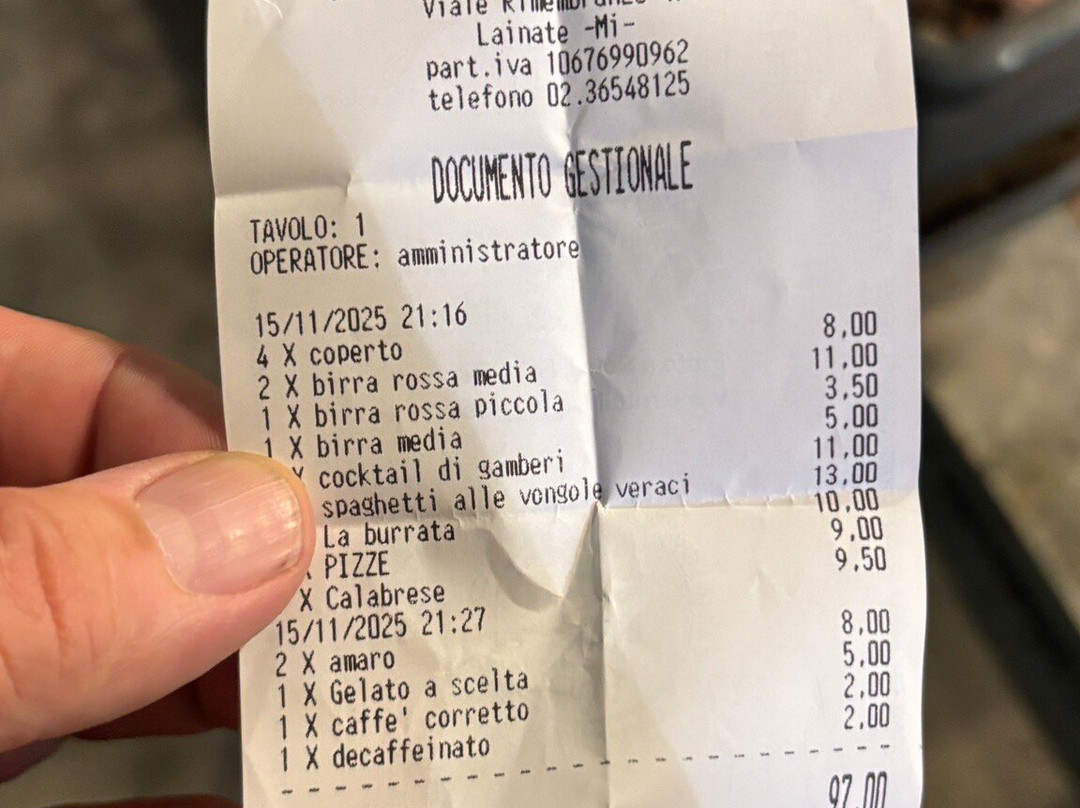 Viale
Lainate -Mi-
part.iva 10676990962
telefono 02.36548125
DOCUMENTO GESTIONALE
TAVOLO: 1
OPERATORE: amministratore
15/11/2025 21:16
4 X coperto 8,00
2 X birra rossa media 11,00
1 X birra rossa piccola 3,50
1 X birra media 5,00
X cocktail di gamberi 11,00
spaghetti alle vongole veraci 13,00
La burrata 10,00
X PIZZE 9,00
X Calabrese 9,50
15/11/2025 21:27
2 X amaro 8,00
1 X Gelato a scelta 5,00
1 X caffe' corretto 2,00
1 X decaffeinato 2,00
97,00